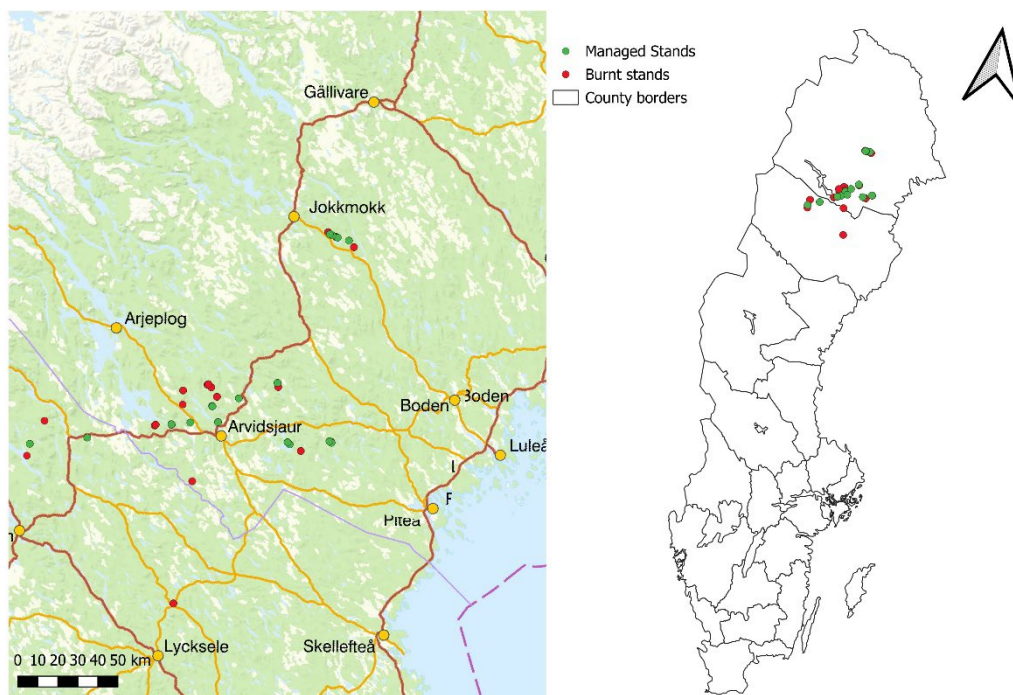 Gällivare
Jokkmokk
Arjeplog
Boden
Boden
Arvidsjaur
Luleå
L
F
Piteå
n
Lycksele
Skellefteå
0 10 20 30 40 50 km
Managed Stands
Burnt stands
County borders